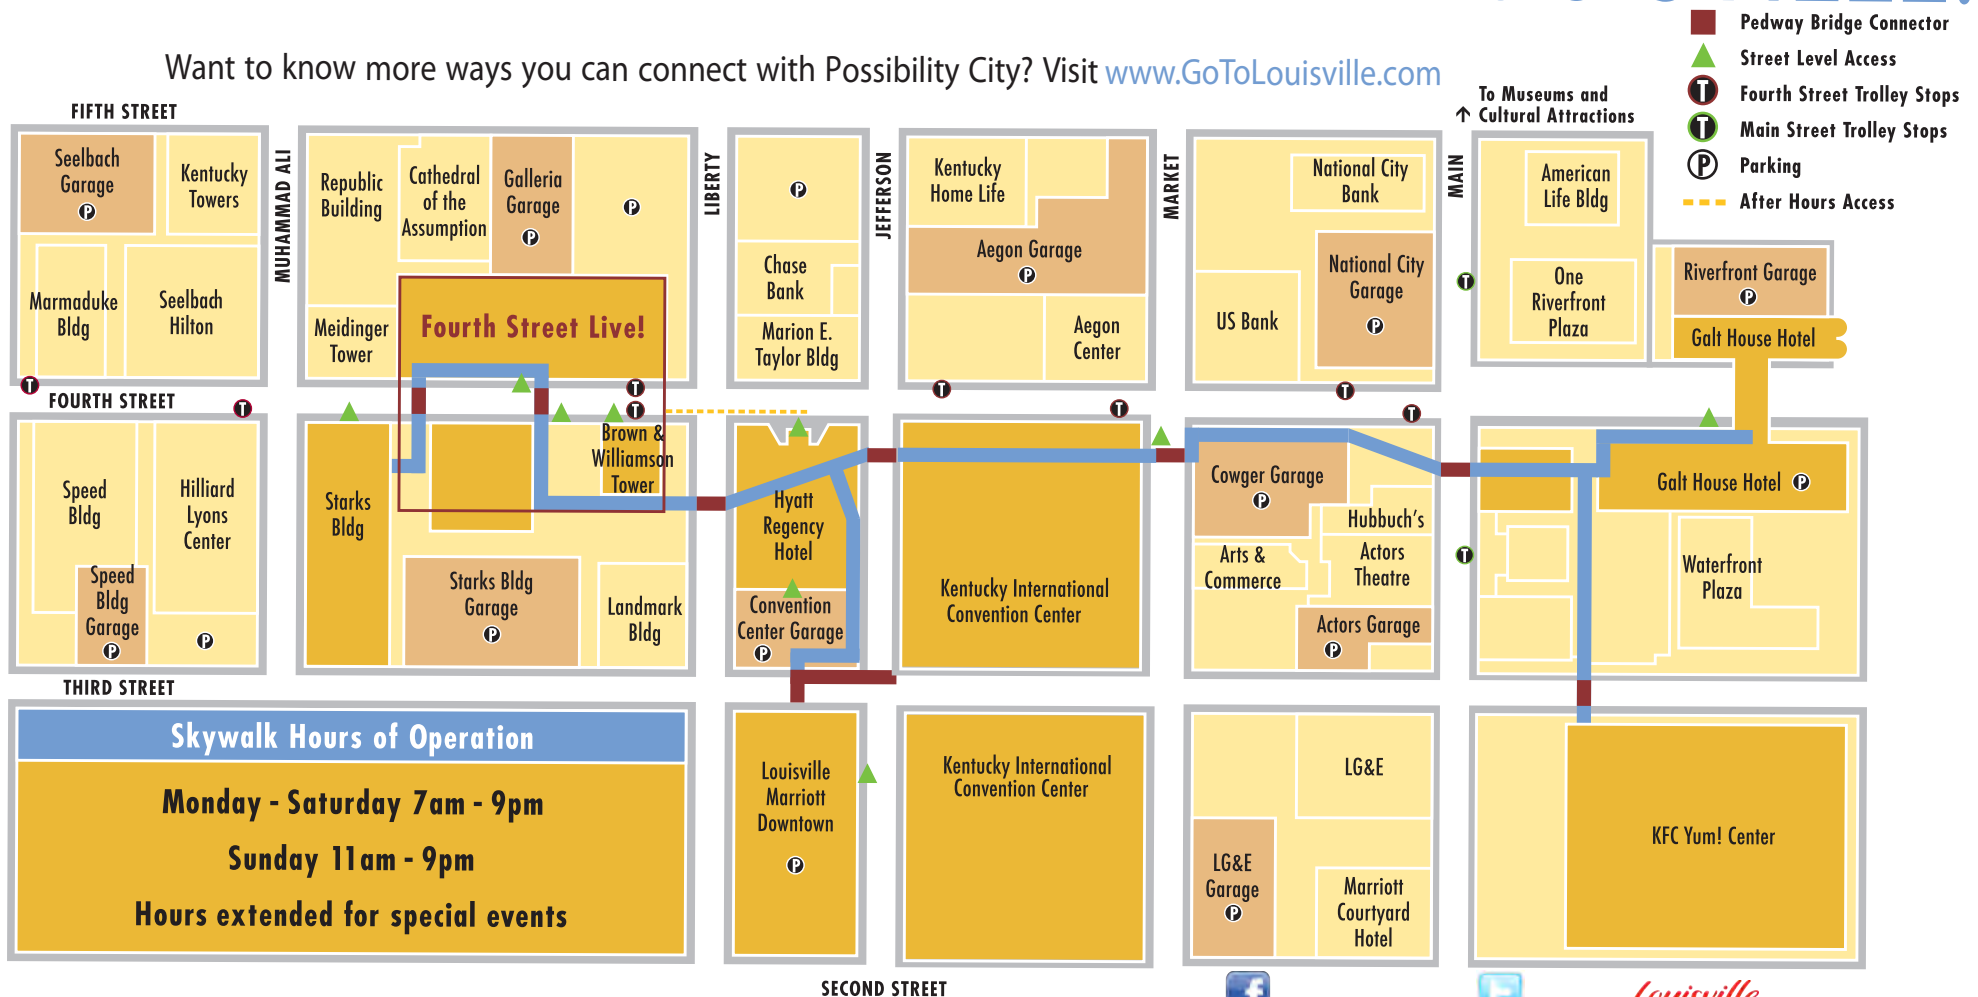 Want to know more ways you can connect with Possibility City? Visit www.GoToLouisville.com
Pedway Bridge Connector
Street Level Access
T Fourth Street Trolley Stops
T Main Street Trolley Stops
P Parking
After Hours Access
To Museums and
Cultural Attractions
FIFTH STREET
MUHAMMAD ALI
LIBERTY
JEFFERSON
MARKET
MAIN
Seelbach
Garage
P
Kentucky
Towers
Marmaduke
Bldg
Seelbach
Hilton
Republic
Building
Cathedral
of the
Assumption
Galleria
Garage
P
P
Meidinger
Tower
Fourth Street Live!
P
Chase
Bank
Marion E.
Taylor Bldg
Kentucky
Home Life
Aegon Garage
P
Aegon
Center
National City
Bank
National City
Garage
P
US Bank
T
American
Life Bldg
One
Riverfront
Plaza
Riverfront Garage
P
Galt House Hotel
T
FOURTH STREET
T
T
T
T
T
T
T
Speed
Bldg
Hilliard
Lyons
Center
Speed
Bldg
Garage
P
P
Starks
Bldg
Brown &
Williamson
Tower
Starks Bldg
Garage
P
Landmark
Bldg
Hyatt
Regency
Hotel
Convention
Center Garage
P
Kentucky International
Convention Center
Cowger Garage
P
Hubbuch's
Arts &
Commerce
Actors
Theatre
Actors Garage
P
T
Galt House Hotel P
Waterfront
Plaza
THIRD STREET
Skywalk Hours of Operation
Monday - Saturday 7am - 9pm
Sunday 11am - 9pm
Hours extended for special events
Louisville
Marriott
Downtown
P
Kentucky International
Convention Center
LG&E
LG&E
Garage
P
Marriott
Courtyard
Hotel
KFC Yum! Center
SECOND STREET
f
Louisville